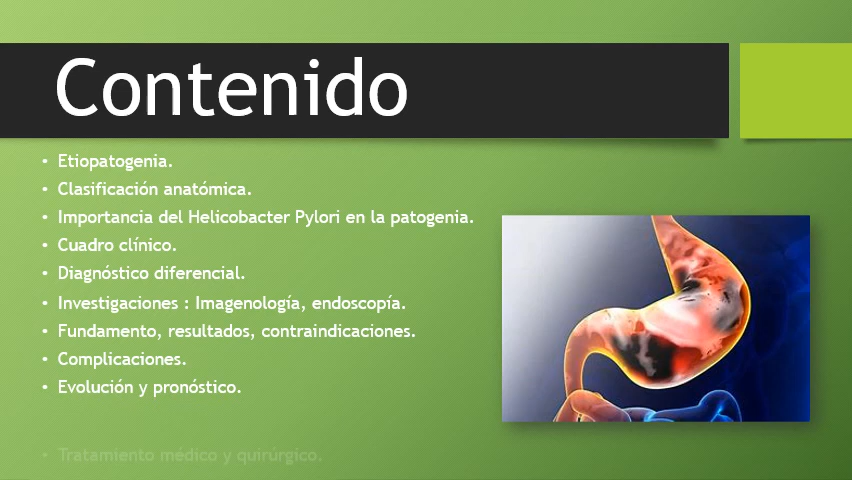 Contenido
• Etiopatogenia.
• Clasificación anatómica.
• Importancia del Helicobacter Pylori en la patogenia.
• Cuadro clínico.
• Diagnóstico diferencial.
• Investigaciones : Imagenología, endoscopía.
• Fundamento, resultados, contraindicaciones.
• Complicaciones.
• Evolución y pronóstico.
• Tratamiento médico y quirúrgico.